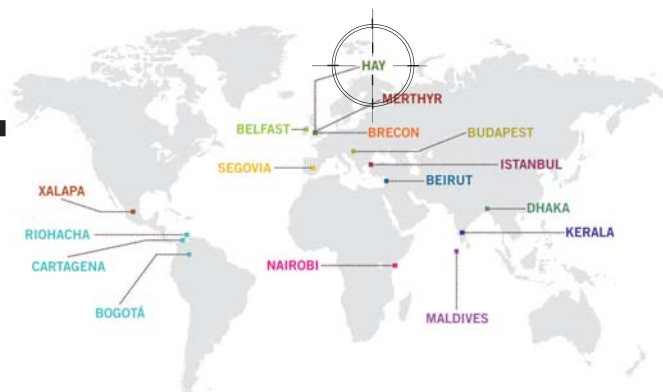 HAY
MERTHYR
BELFAST
BRECON
BUDAPEST
SEGOVIA
ISTANBUL
BEIRUT
XALAPA
DHAKA
RIOHACHA
KERALA
CARTAGENA
NAIROBI
BOGOTÁ
MALDIVES